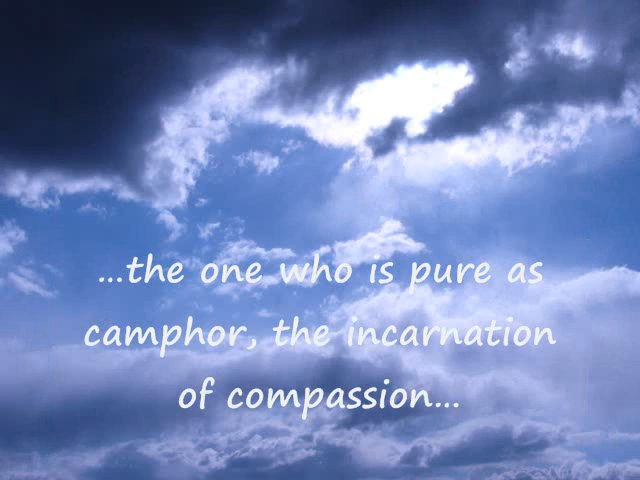 ...the one who is pure as
camphor, the incarnation
of compassion...